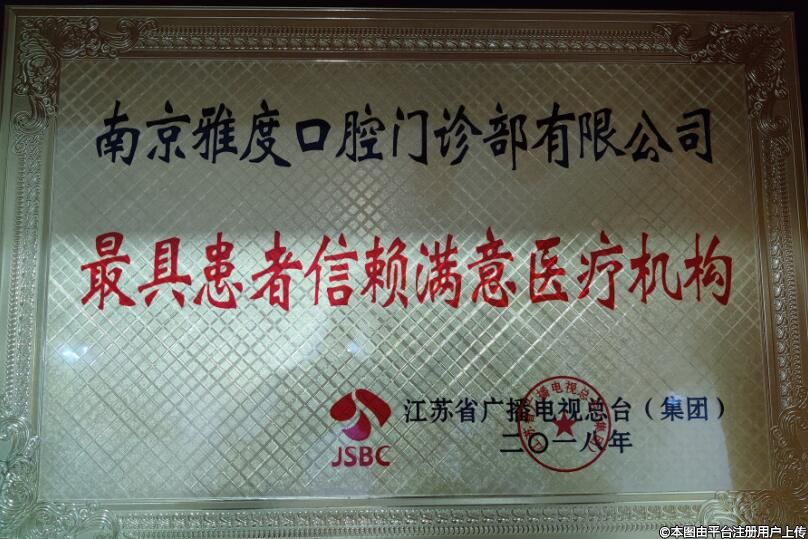 南京雅度口腔门诊部有限公司
最具患者信赖满意医疗机构
JSBC
江苏省广播电视总台（集团）
二〇一八年
©本图由平台注册用户上传